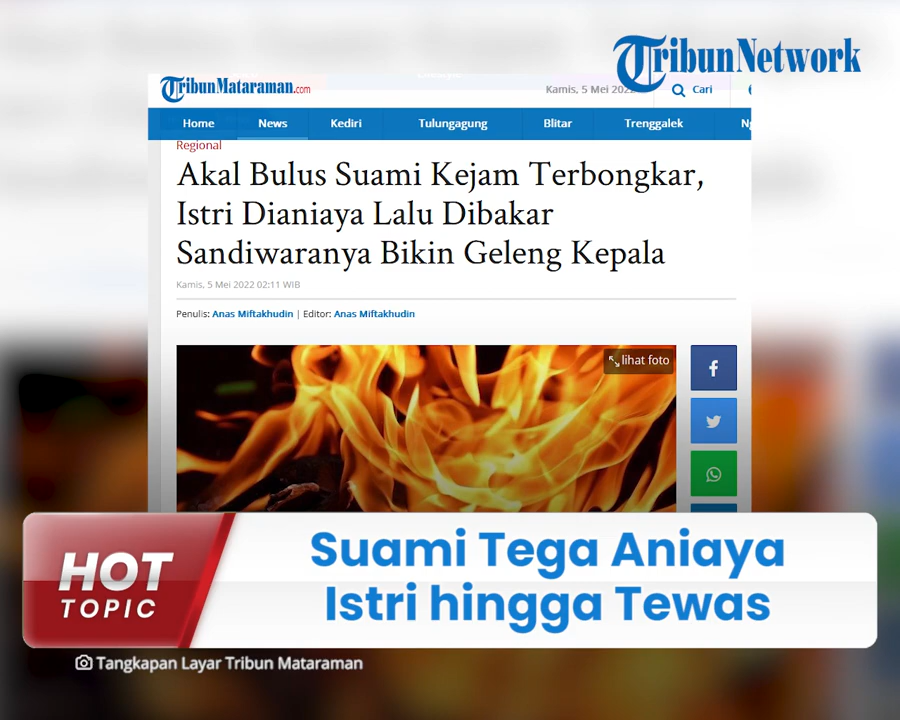 TribunNetwork
TribunMataraman.com
Kamis, 5 Mei 2022
Cari
Home News Kediri Tulungagung Blitar Trenggalek Ng
Regional
Akal Bulus Suami Kejam Terbongkar,
Istri Dianiaya Lalu Dibakar
Sandiwaranya Bikin Geleng Kepala
Kamis, 5 Mei 2022 02:11 WIB
Penulis: Anas Miftakhudin | Editor: Anas Miftakhudin
lihat foto
HOT
TOPIC
Suami Tega Aniaya
Istri hingga Tewas
Tangkapan Layar Tribun Mataraman